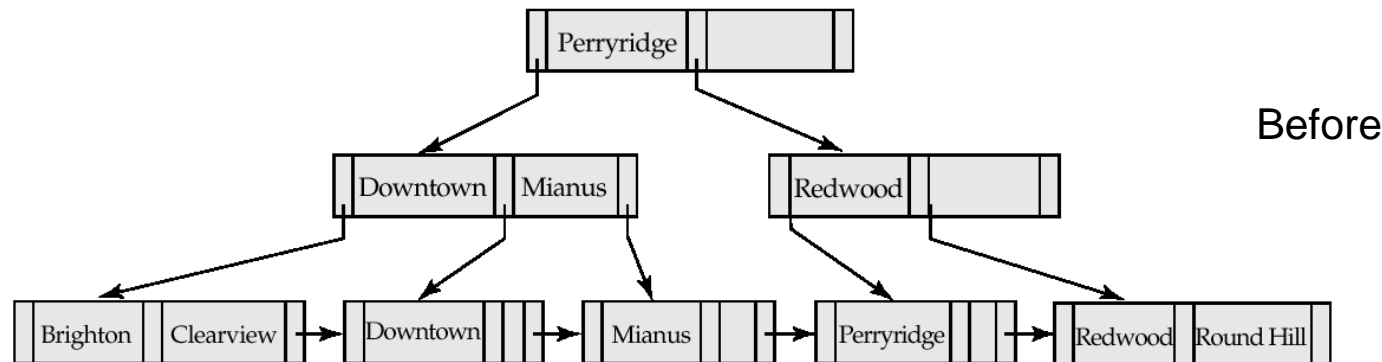 Perryridge
Before
Downtown Mianus Redwood
Brighton Clearview Downtown Mianus Perryridge Redwood Round Hill